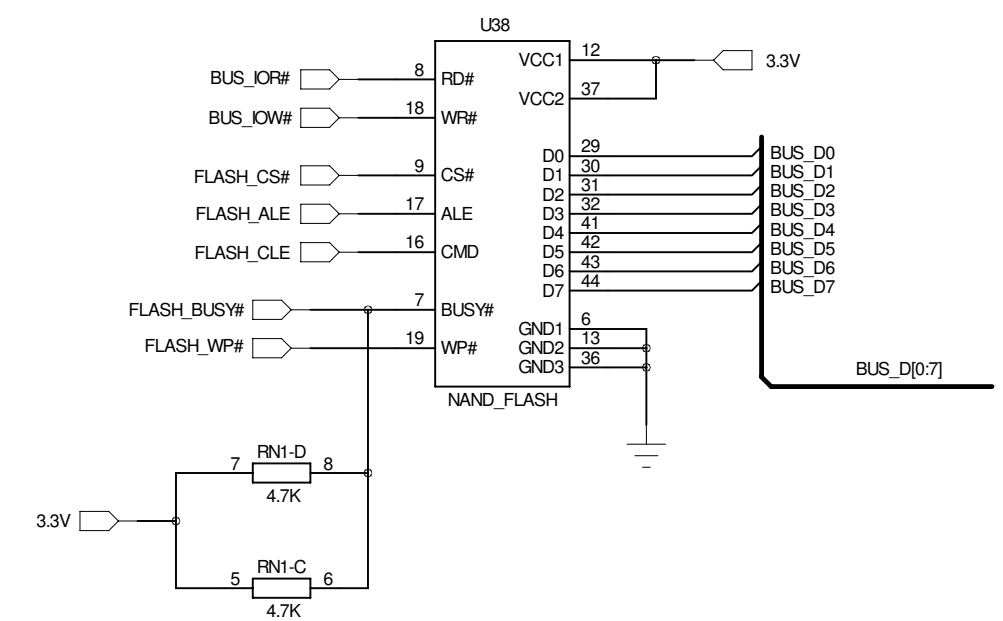 U38
BUS_IOR# 8 RD# VCC1 12 3.3V
VCC2 37
BUS_IOW# 18 WR#
D0 29 BUS_D0
FLASH_CS# 9 CS# D1 30 BUS_D1
D2 31 BUS_D2
FLASH_ALE 17 ALE D3 32 BUS_D3
D4 41 BUS_D4
FLASH_CLE 16 CMD D5 42 BUS_D5
D6 43 BUS_D6
D7 44 BUS_D7
FLASH_BUSY# 7 BUSY#
GND1 6
FLASH_WP# 19 WP# GND2 13
GND3 36 BUS_D[0:7]
NAND_FLASH
RN1-D
7 8
4.7K
3.3V
RN1-C
5 6
4.7K